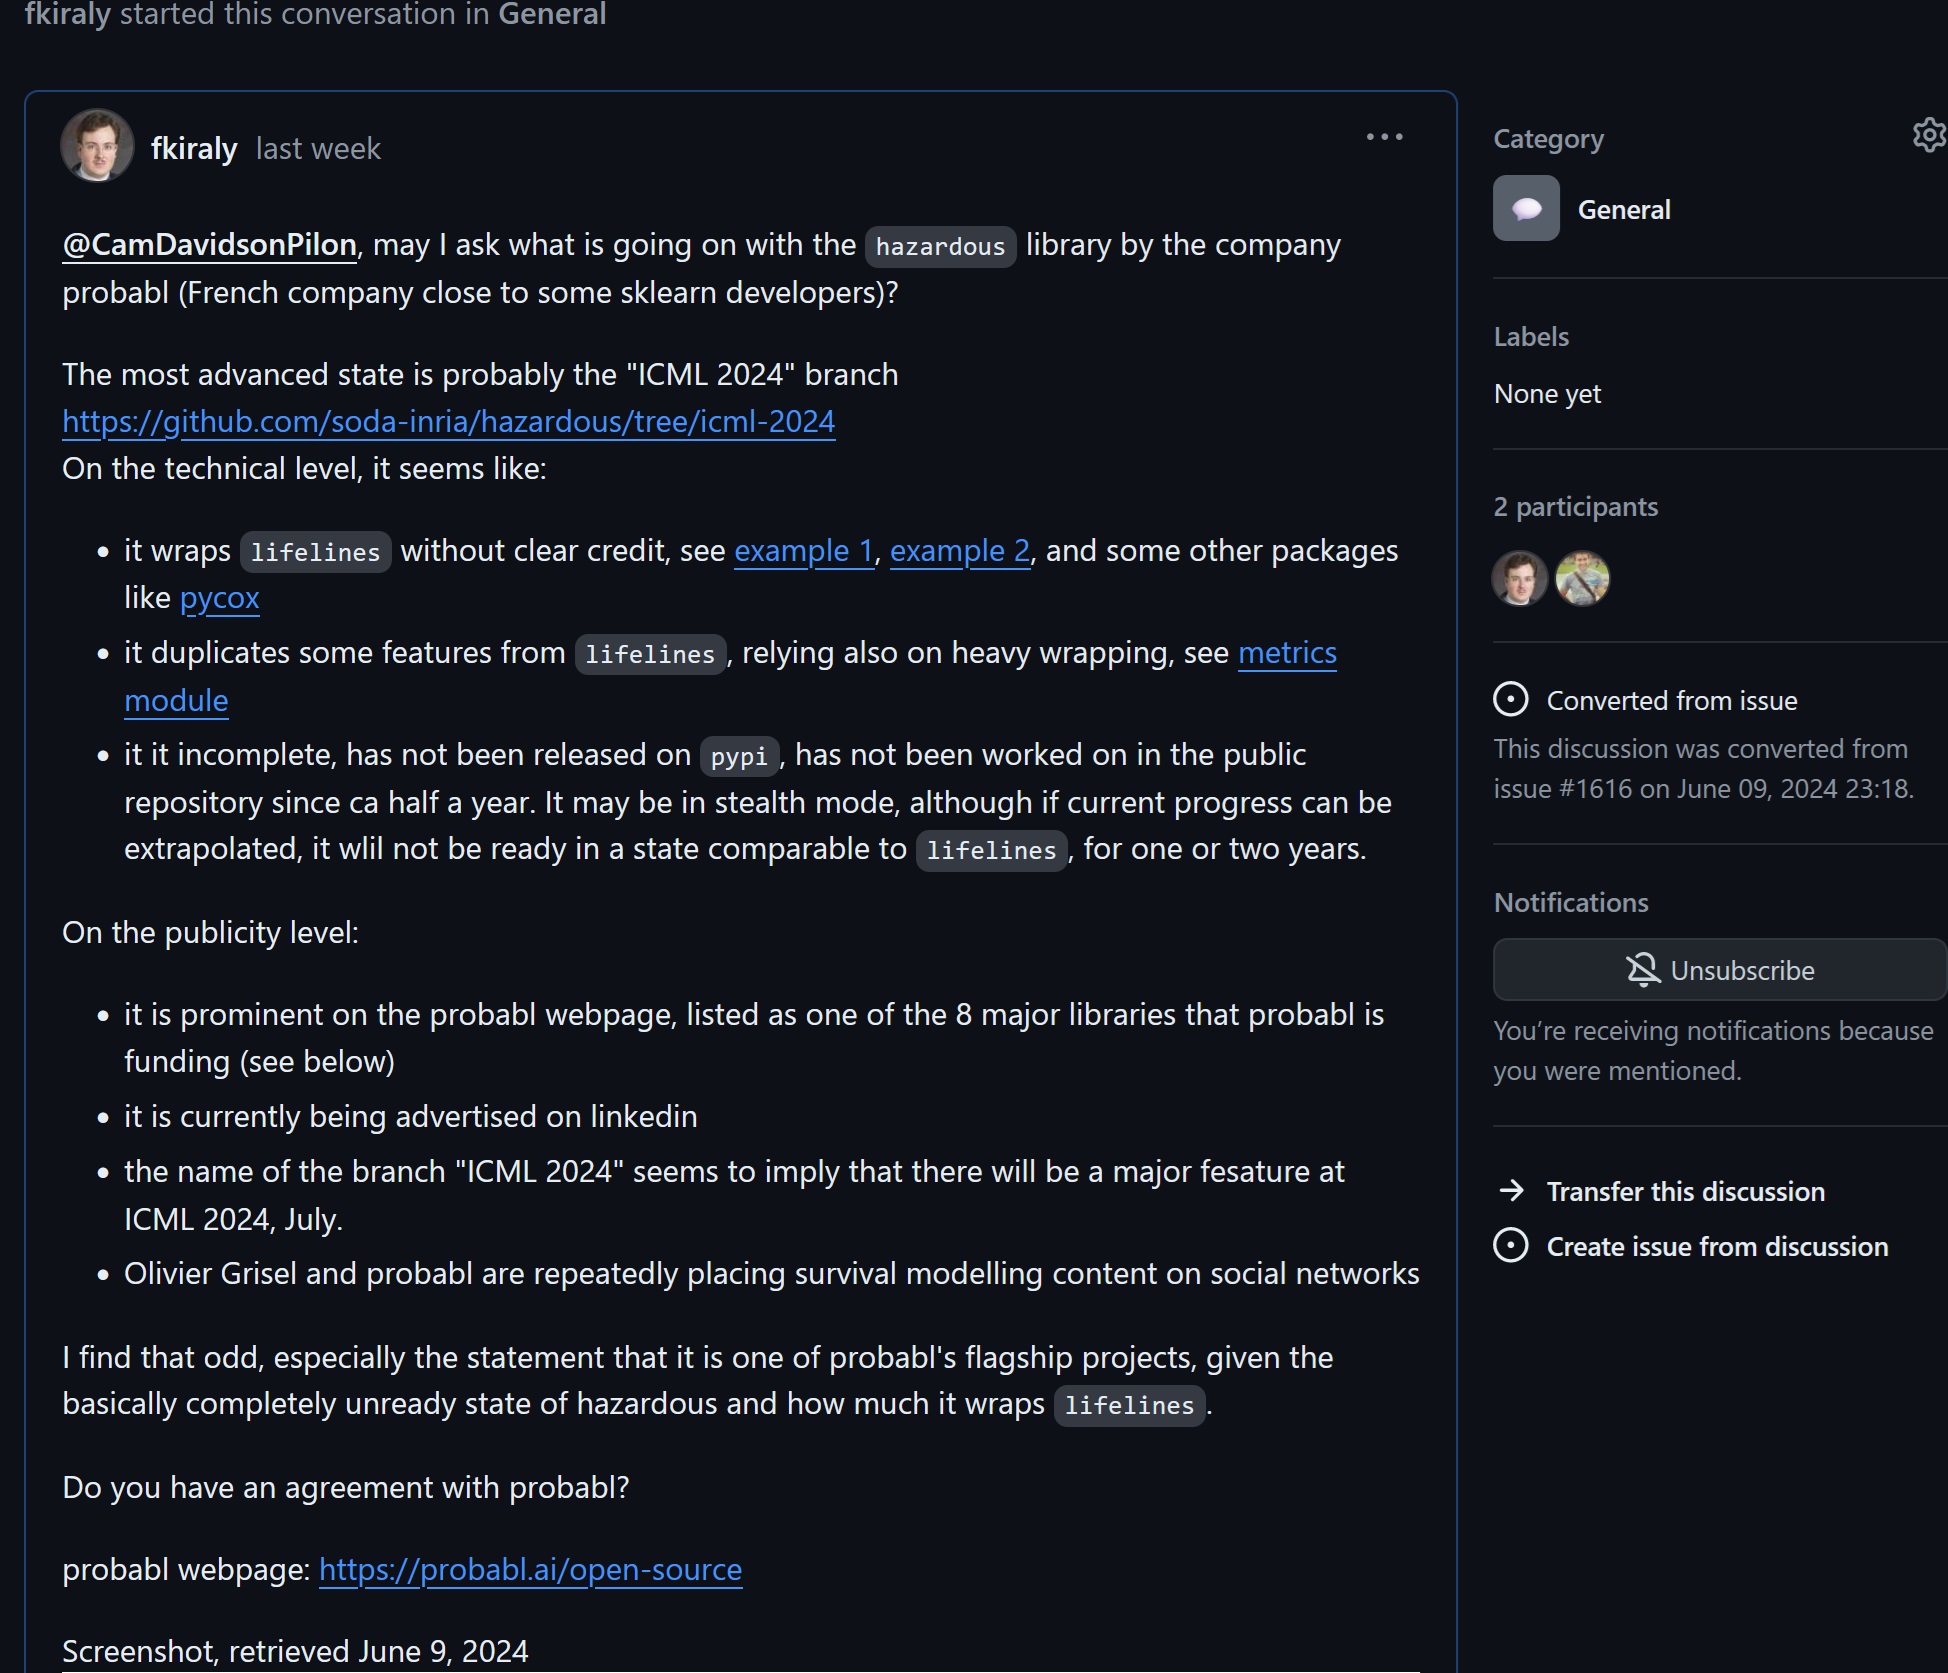 fkiraly started this conversation in General
fkiraly last week
@CamDavidsonPilon, may I ask what is going on with the hazardous library by the company
probabl (French company close to some sklearn developers)?
The most advanced state is probably the "ICML 2024" branch
https://github.com/soda-inria/hazardous/tree/icml-2024
On the technical level, it seems like:
• it wraps lifelines without clear credit, see example 1, example 2, and some other packages
like pycox
• it duplicates some features from lifelines, relying also on heavy wrapping, see metrics
module
• it it incomplete, has not been released on pypi, has not been worked on in the public
repository since ca half a year. It may be in stealth mode, although if current progress can be
extrapolated, it wlil not be ready in a state comparable to lifelines, for one or two years.
On the publicity level:
• it is prominent on the probabl webpage, listed as one of the 8 major libraries that probabl is
funding (see below)
• it is currently being advertised on linkedin
• the name of the branch "ICML 2024" seems to imply that there will be a major fesature at
ICML 2024, July.
• Olivier Grisel and probabl are repeatedly placing survival modelling content on social networks
I find that odd, especially the statement that it is one of probabl's flagship projects, given the
basically completely unready state of hazardous and how much it wraps lifelines.
Do you have an agreement with probabl?
probabl webpage: https://probabl.ai/open-source
Screenshot, retrieved June 9, 2024
Category
General
Labels
None yet
2 participants
Converted from issue
This discussion was converted from
issue #1616 on June 09, 2024 23:18.
Notifications
Unsubscribe
You’re receiving notifications because
you were mentioned.
Transfer this discussion
Create issue from discussion